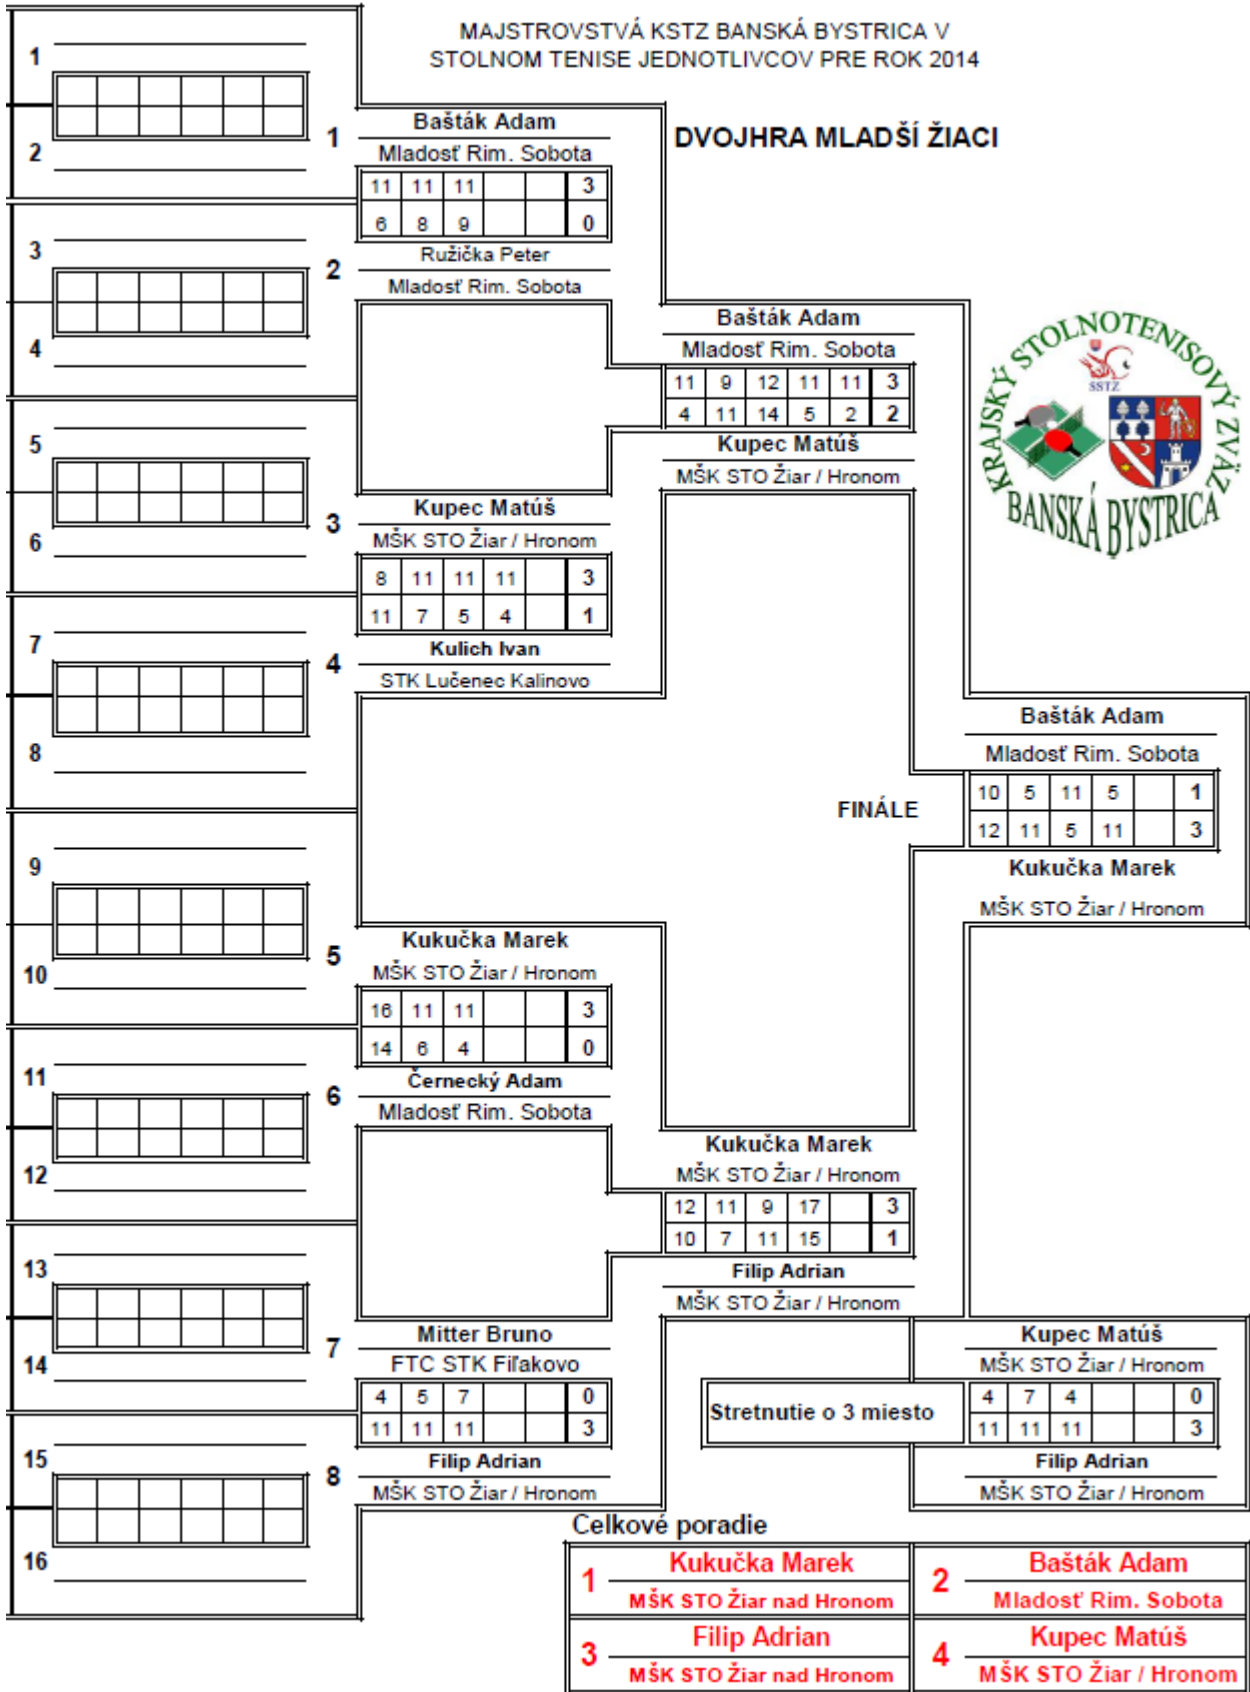 MAJSTROVSTVÁ KSTZ BANSKÁ BYSTRICA V
STOLNOM TENISE JEDNOTLIVCOV PRE ROK 2014
DVOJHRA MLADŠÍ ŽIACI
1
2
3
4
5
6
7
8
9
10
11
12
13
14
15
16
1
Bašták Adam
Mladosť Rim. Sobota
11 11 11 3
6 8 9 0
2
Ružička Peter
Mladosť Rim. Sobota
3
Kupec Matúš
MŠK STO Žiar / Hronom
8 11 11 11 3
11 7 5 4 1
4
Kulich Ivan
STK Lučenec Kalinovo
5
Kukučka Marek
MŠK STO Žiar / Hronom
16 11 11 3
14 6 4 0
6
Černecký Adam
Mladosť Rim. Sobota
7
Mitter Bruno
FTC STK Fiľakovo
4 5 7 0
11 11 11 3
8
Filip Adrian
MŠK STO Žiar / Hronom
Bašták Adam
Mladosť Rim. Sobota
11 9 12 11 11 3
4 11 14 5 2 2
Kupec Matúš
MŠK STO Žiar / Hronom
Kukučka Marek
MŠK STO Žiar / Hronom
12 11 9 17 3
10 7 11 15 1
Filip Adrian
MŠK STO Žiar / Hronom
KRAJSKÝ STOLNOTENISOVÝ ZVÄZ
SSTZ
BANSKÁ BYSTRICA
FINÁLE
Bašták Adam
Mladosť Rim. Sobota
10 5 11 5 1
12 11 5 11 3
Kukučka Marek
MŠK STO Žiar / Hronom
Stretnutie o 3 miesto
Kupec Matúš
MŠK STO Žiar / Hronom
4 7 4 0
11 11 11 3
Filip Adrian
MŠK STO Žiar / Hronom
Celkové poradie
1
Kukučka Marek
MŠK STO Žiar nad Hronom
2
Bašták Adam
Mladosť Rim. Sobota
3
Filip Adrian
MŠK STO Žiar nad Hronom
4
Kupec Matúš
MŠK STO Žiar / Hronom